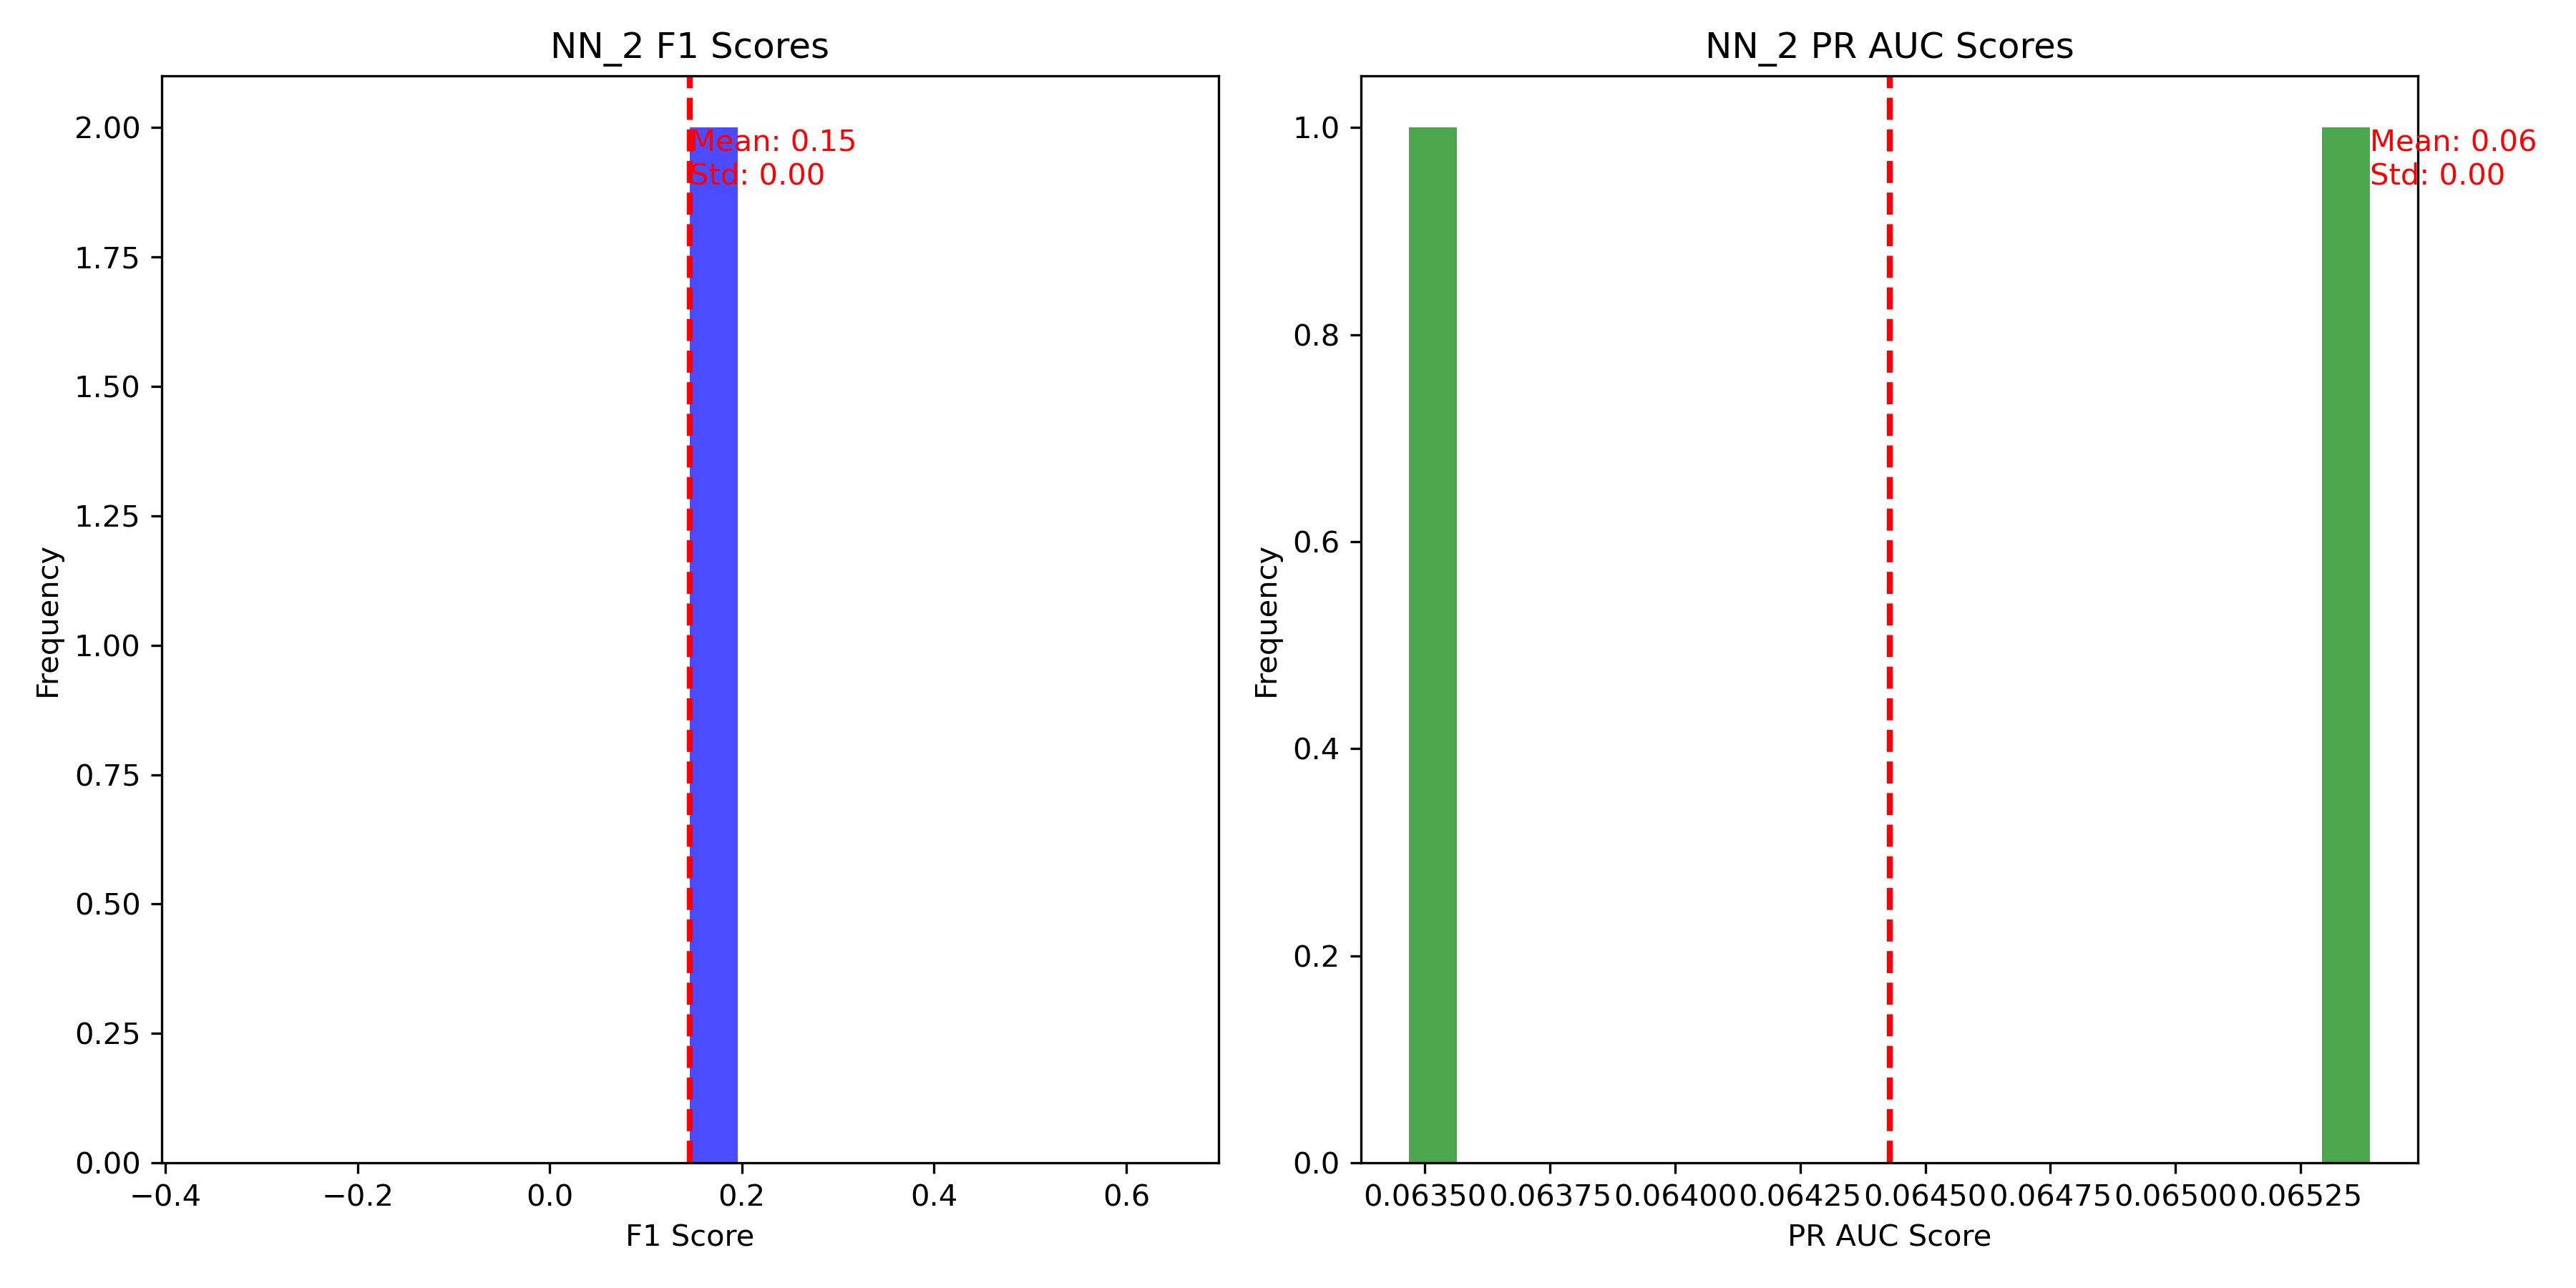 NN_2 F1 Scores
2.00
1.75
1.50
1.25
1.00
0.75
0.50
0.25
0.00
Frequency
Mean: 0.15
Std: 0.00
−0.4 −0.2 0.0 0.2 0.4 0.6
F1 Score
NN_2 PR AUC Scores
1.0
0.8
0.6
0.4
0.2
0.0
Frequency
Mean: 0.06
Std: 0.00
0.06350 0.06375 0.06400 0.06425 0.06450 0.06475 0.06500 0.06525
PR AUC Score